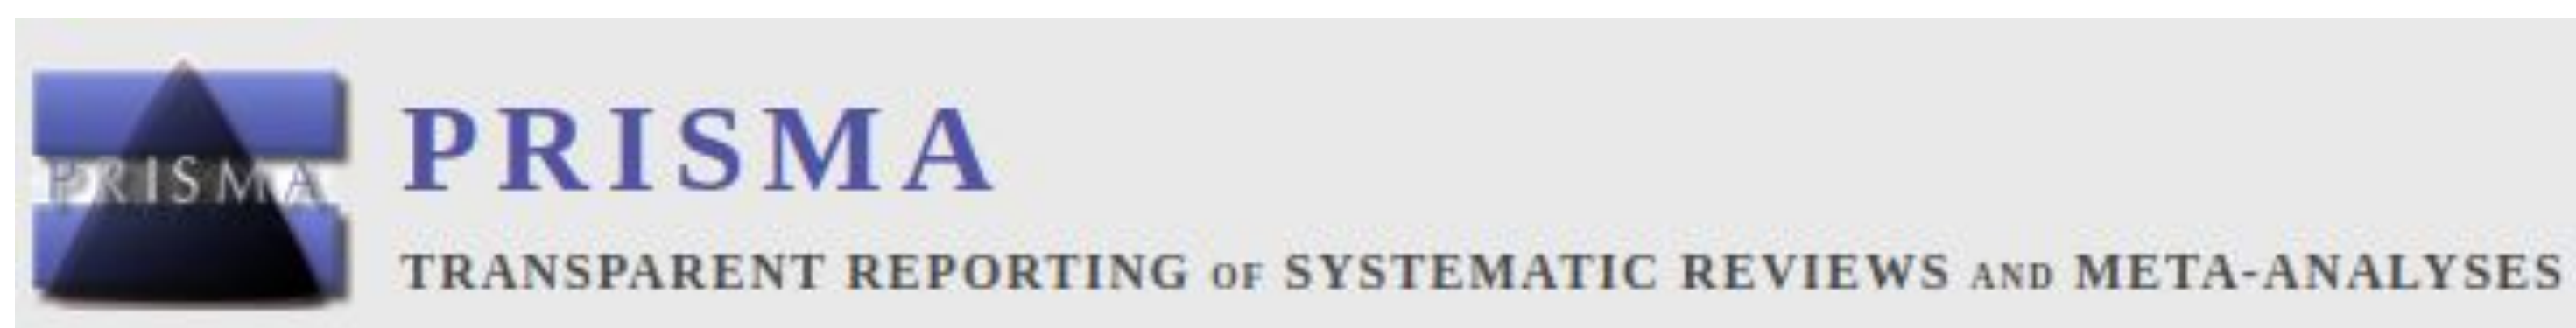 PRISMA
PRISMA
TRANSPARENT REPORTING OF SYSTEMATIC REVIEWS AND META-ANALYSES